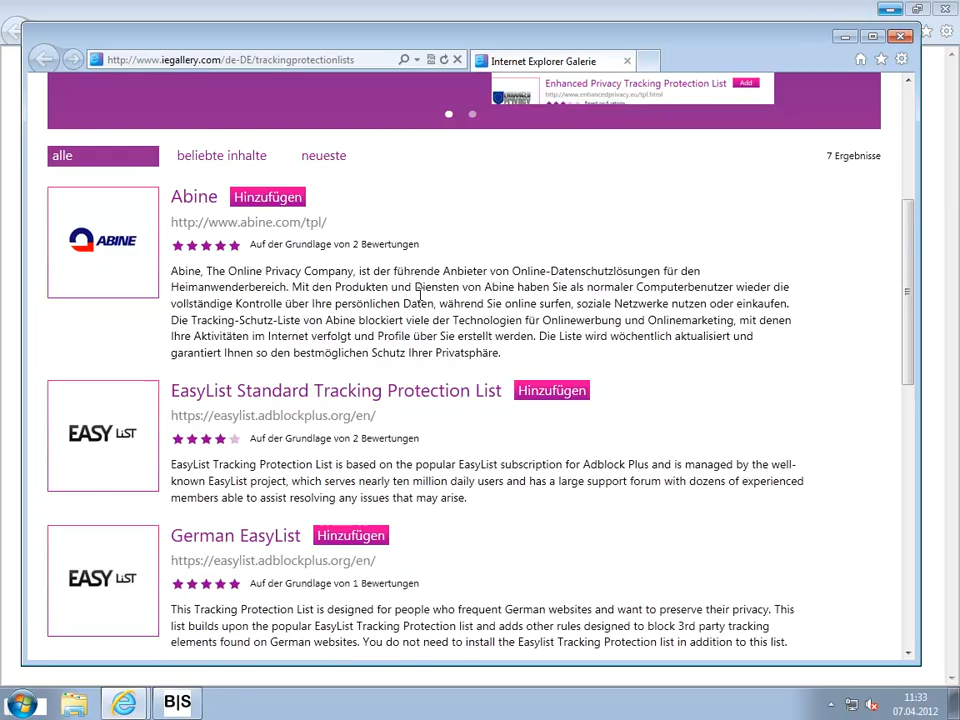 http://www.iegallery.com/de-DE/trackingprotectionlists
Internet Explorer Galerie
Enhanced Privacy Tracking Protection List Add
http://www.enhancedprivacy.eu/tpl.html
alle beliebte inhalte neueste 7 Ergebnisse
Abine Hinzufügen
http://www.abine.com/tpl/
ABINE
Auf der Grundlage von 2 Bewertungen
Abine, The Online Privacy Company, ist der führende Anbieter von Online-Datenschutzlösungen für den
Heimanwenderbereich. Mit den Produkten und Diensten von Abine haben Sie als normaler Computerbenutzer wieder die
vollständige Kontrolle über Ihre persönlichen Daten, während Sie online surfen, soziale Netzwerke nutzen oder einkaufen.
Die Tracking-Schutz-Liste von Abine blockiert viele der Technologien für Onlinewerbung und Onlinemarketing, mit denen
Ihre Aktivitäten im Internet verfolgt und Profile über Sie erstellt werden. Die Liste wird wöchentlich aktualisiert und
garantiert Ihnen so den bestmöglichen Schutz Ihrer Privatsphäre.
EasyList Standard Tracking Protection List Hinzufügen
https://easylist.adblockplus.org/en/
EASY LiST
Auf der Grundlage von 2 Bewertungen
EasyList Tracking Protection List is based on the popular EasyList subscription for Adblock Plus and is managed by the well-
known EasyList project, which serves nearly ten million daily users and has a large support forum with dozens of experienced
members able to assist resolving any issues that may arise.
German EasyList Hinzufügen
https://easylist.adblockplus.org/en/
EASY LiST
Auf der Grundlage von 1 Bewertungen
This Tracking Protection List is designed for people who frequent German websites and want to preserve their privacy. This
list builds upon the popular EasyList Tracking Protection list and adds other rules designed to block 3rd party tracking
elements found on German websites. You do not need to install the Easylist Tracking Protection list in addition to this list.
B|S
11:33
07.04.2012